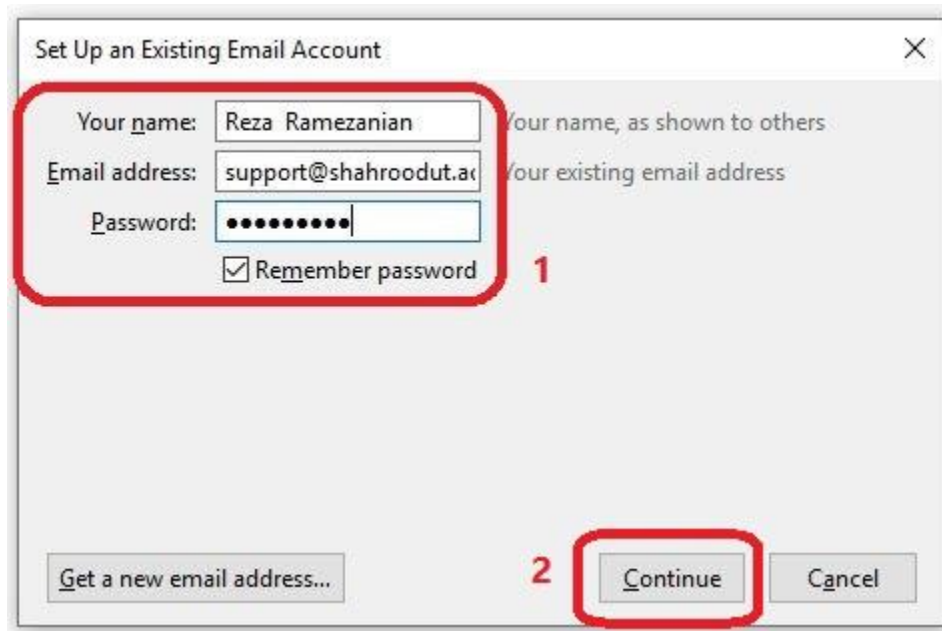 Set Up an Existing Email Account
Your name: Reza Ramezanian Your name, as shown to others
Email address: support@shahroodut.ac Your existing email address
Password: •••••••••
Remember password
1
2
Get a new email address... Continue Cancel